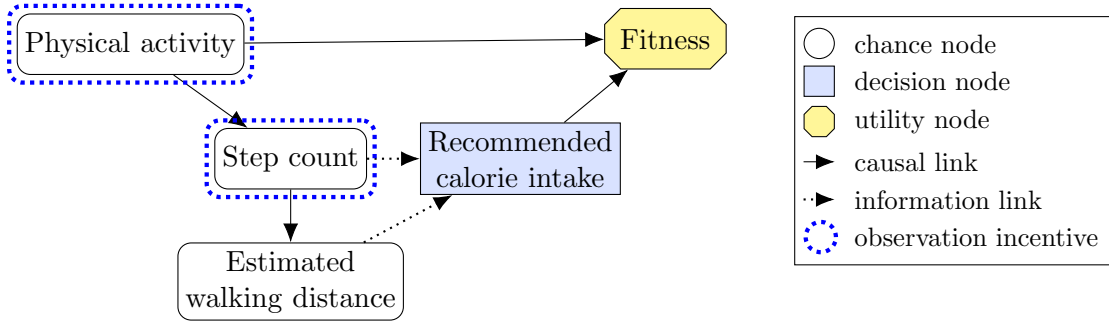 Physical activity
Fitness
Step count
Recommended
calorie intake
Estimated
walking distance
chance node
decision node
utility node
causal link
information link
observation incentive